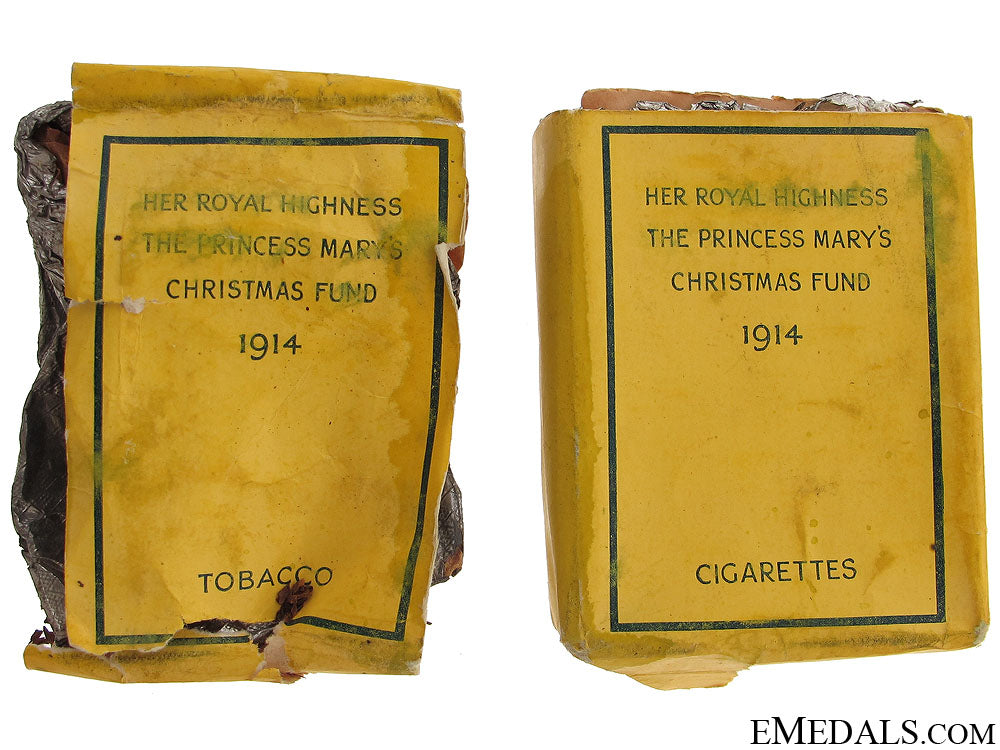 HER ROYAL HIGHNESS
THE PRINCESS MARY'S
CHRISTMAS FUND
1914
TOBACCO
HER ROYAL HIGHNESS
THE PRINCESS MARY'S
CHRISTMAS FUND
1914
CIGARETTES
EMEDALS.COM